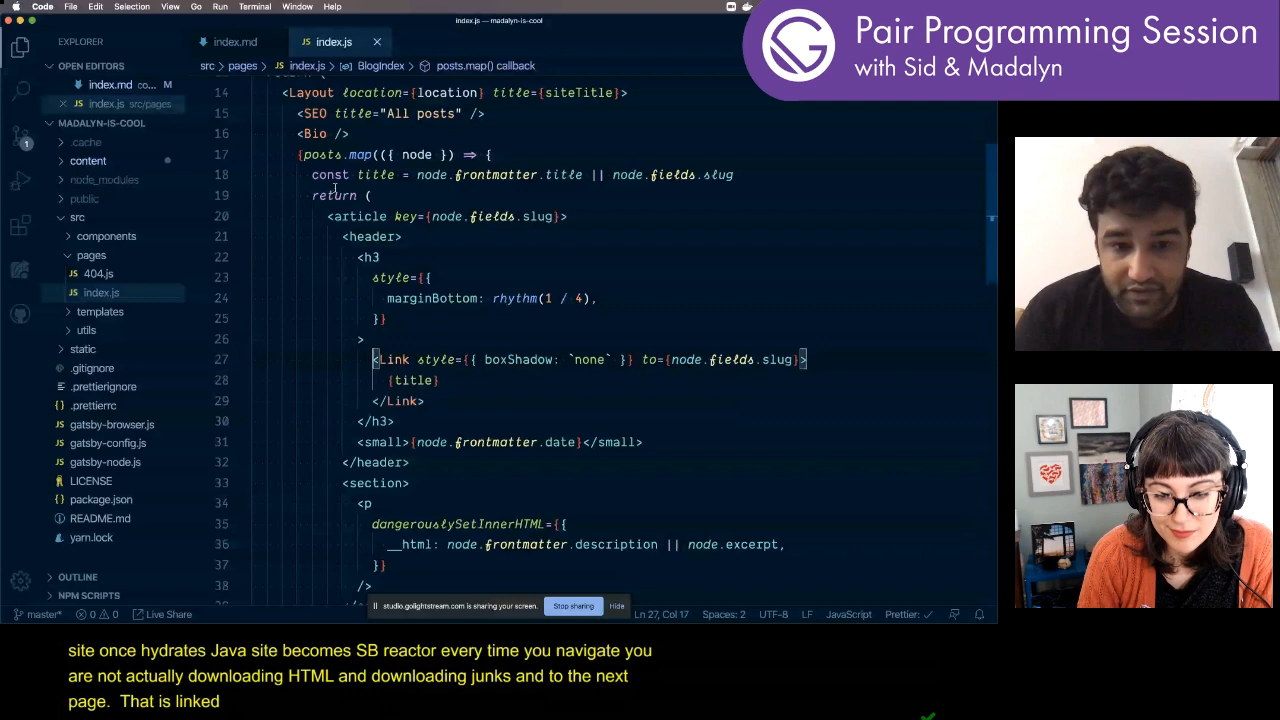 Code File Edit Selection View Go Run Terminal Window Help
index.js — madalyn-is-cool
Pair Programming Session
with Sid & Madalyn
EXPLORER
index.md
index.js
OPEN EDITORS
index.md co... M
index.js src/pages
MADALYN-IS-COOL
.cache
content
node_modules
public
src
components
pages
404.js
index.js
templates
utils
static
.gitignore
.prettierignore
.prettierrc
gatsby-browser.js
gatsby-config.js
gatsby-node.js
LICENSE
package.json
README.md
yarn.lock
OUTLINE
NPM SCRIPTS
1
src > pages > JS index.js > BlogIndex > posts.map() callback
14 <Layout location={location} title={siteTitle}>
15 <SEO title="All posts" />
16 <Bio />
17 {posts.map(({ node }) => {
18 const title = node.frontmatter.title || node.fields.slug
19 return (
20 <article key={node.fields.slug}>
21 <header>
22 <h3
23 style={{
24 marginBottom: rhythm(1 / 4),
25 }}
26 >
27 <Link style={{ boxShadow: `none` }} to={node.fields.slug}>
28 {title}
29 </Link>
30 </h3>
31 <small>{node.frontmatter.date}</small>
32 </header>
33 <section>
34 <p
35 dangerouslySetInnerHTML={{
36 __html: node.frontmatter.description || node.excerpt,
37 }}
38 />
studio.golightstream.com is sharing your screen. Stop sharing Hide
master* 0 0 Live Share Ln 27, Col 17 Spaces: 2 UTF-8 LF JavaScript Prettier: ✓
site once hydrates Java site becomes SB reactor every time you navigate you
are not actually downloading HTML and downloading junks and to the next
page. That is linked